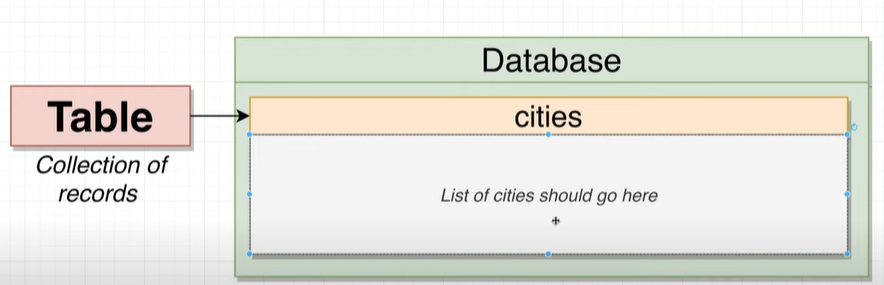 Database
Table
cities
Collection of
records
List of cities should go here